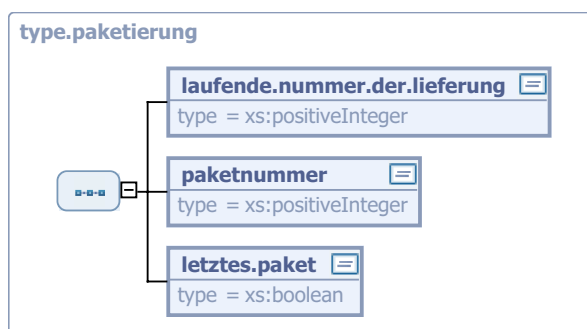 type.paketierung
laufende.nummer.der.lieferung
type = xs:positiveInteger
paketnummer
type = xs:positiveInteger
letztes.paket
type = xs:boolean